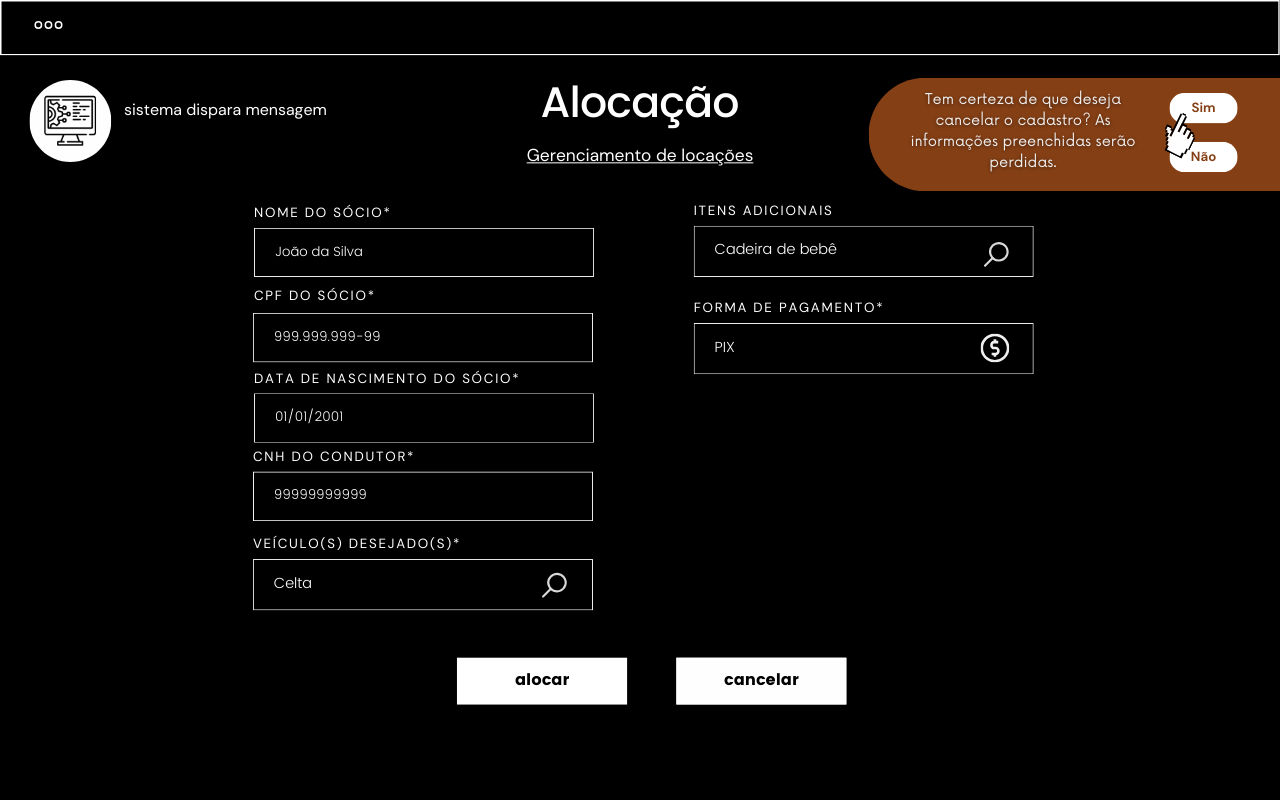 sistema dispara mensagem
Alocação
Gerenciamento de locações
Tem certeza de que deseja
cancelar o cadastro? As
informações preenchidas serão
perdidas.
Sim
Não
NOME DO SÓCIO*
João da Silva
CPF DO SÓCIO*
999.999.999-99
DATA DE NASCIMENTO DO SÓCIO*
01/01/2001
CNH DO CONDUTOR*
99999999999
VEÍCULO(S) DESEJADO(S)*
Celta
ITENS ADICIONAIS
Cadeira de bebê
FORMA DE PAGAMENTO*
PIX
alocar
cancelar